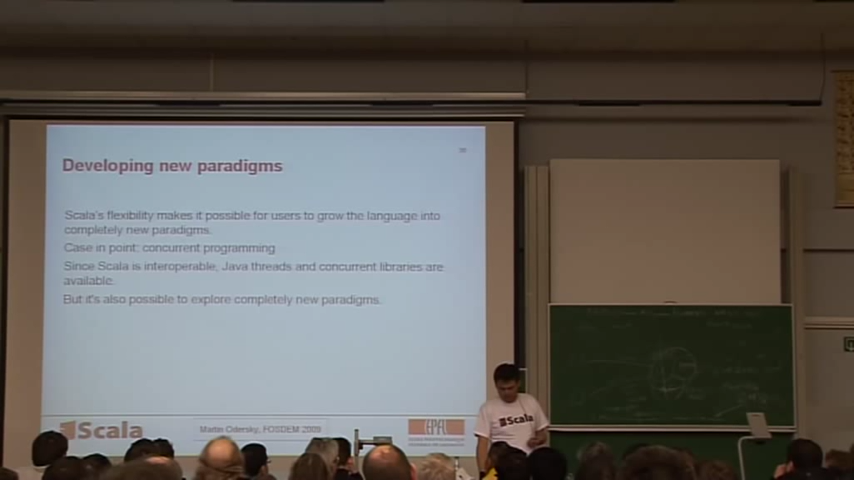 Developing new paradigms
Scala's flexibility makes it possible for users to grow the language into
completely new paradigms.
Case in point: concurrent programming
Since Scala is interoperable, Java threads and concurrent libraries are
available.
But it's also possible to explore completely new paradigms.
Scala
Martin Odersky, FOSDEM 2009
EPFL
Scala